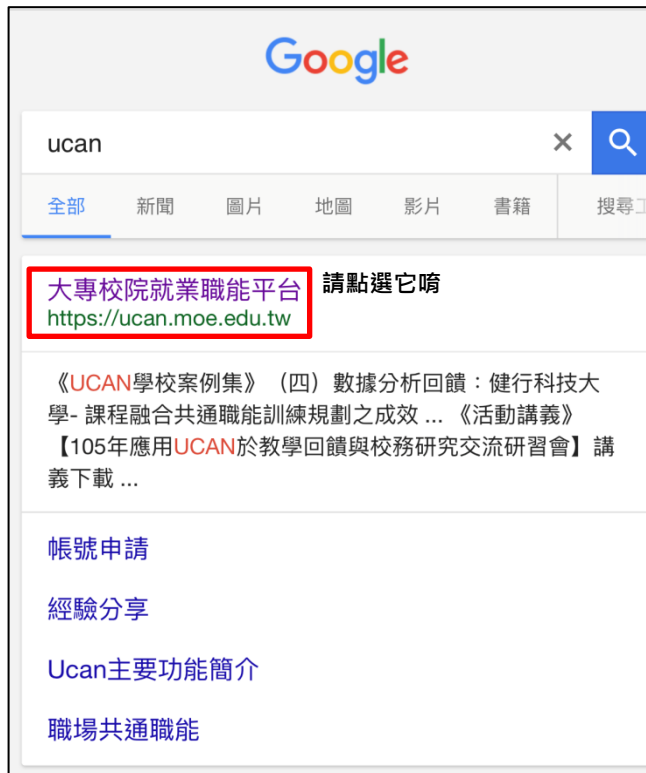 Google
ucan
全部 新聞 圖片 地圖 影片 書籍 搜尋
大專校院就業職能平台 請點選它唷
https://ucan.moe.edu.tw
《UCAN學校案例集》（四）數據分析回饋：健行科技大
學- 課程融合共通職能訓練規劃之成效 ... 《活動講義》
【105年應用UCAN於教學回饋與校務研究交流研習會】講
義下載 ...
帳號申請
經驗分享
Ucan主要功能簡介
職場共通職能